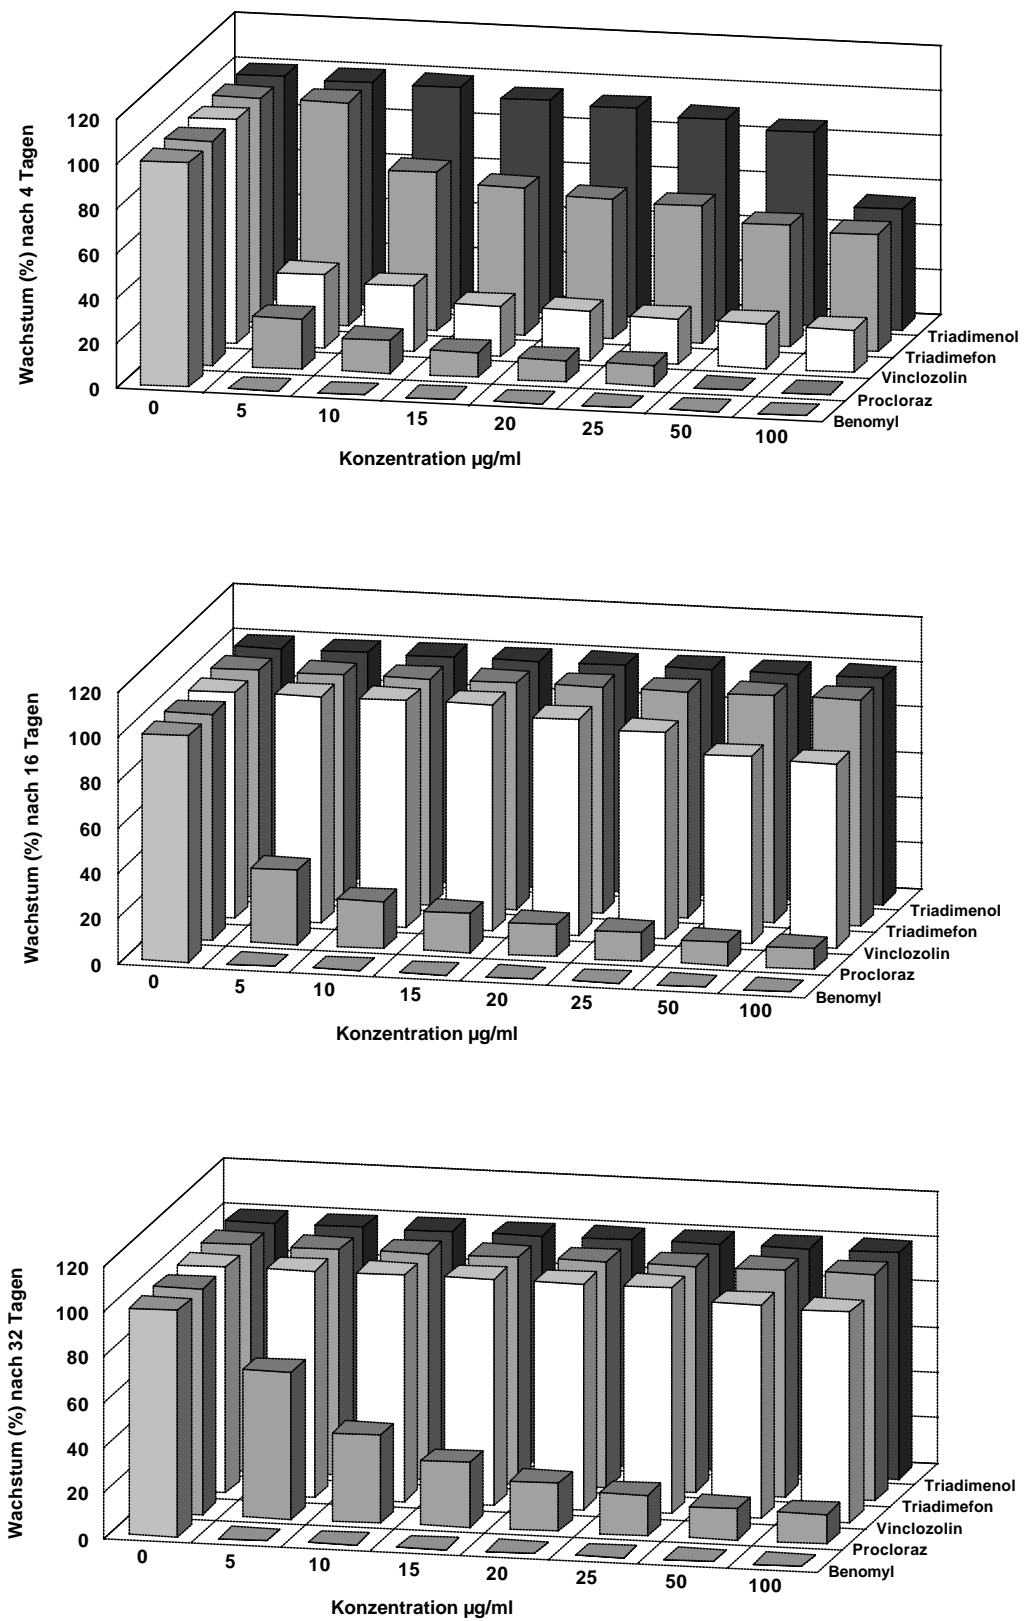 Wachstum (%) nach 4 Tagen
120
100
80
60
40
20
0
0
5
10
15
20
25
50
100
Triadimenol
Triadimefon
Vinclozolin
Procloraz
Benomyl
Konzentration µg/ml
Wachstum (%) nach 16 Tagen
120
100
80
60
40
20
0
0
5
10
15
20
25
50
100
Triadimenol
Triadimefon
Vinclozolin
Procloraz
Benomyl
Konzentration µg/ml
Wachstum (%) nach 32 Tagen
120
100
80
60
40
20
0
0
5
10
15
20
25
50
100
Triadimenol
Triadimefon
Vinclozolin
Procloraz
Benomyl
Konzentration µg/ml